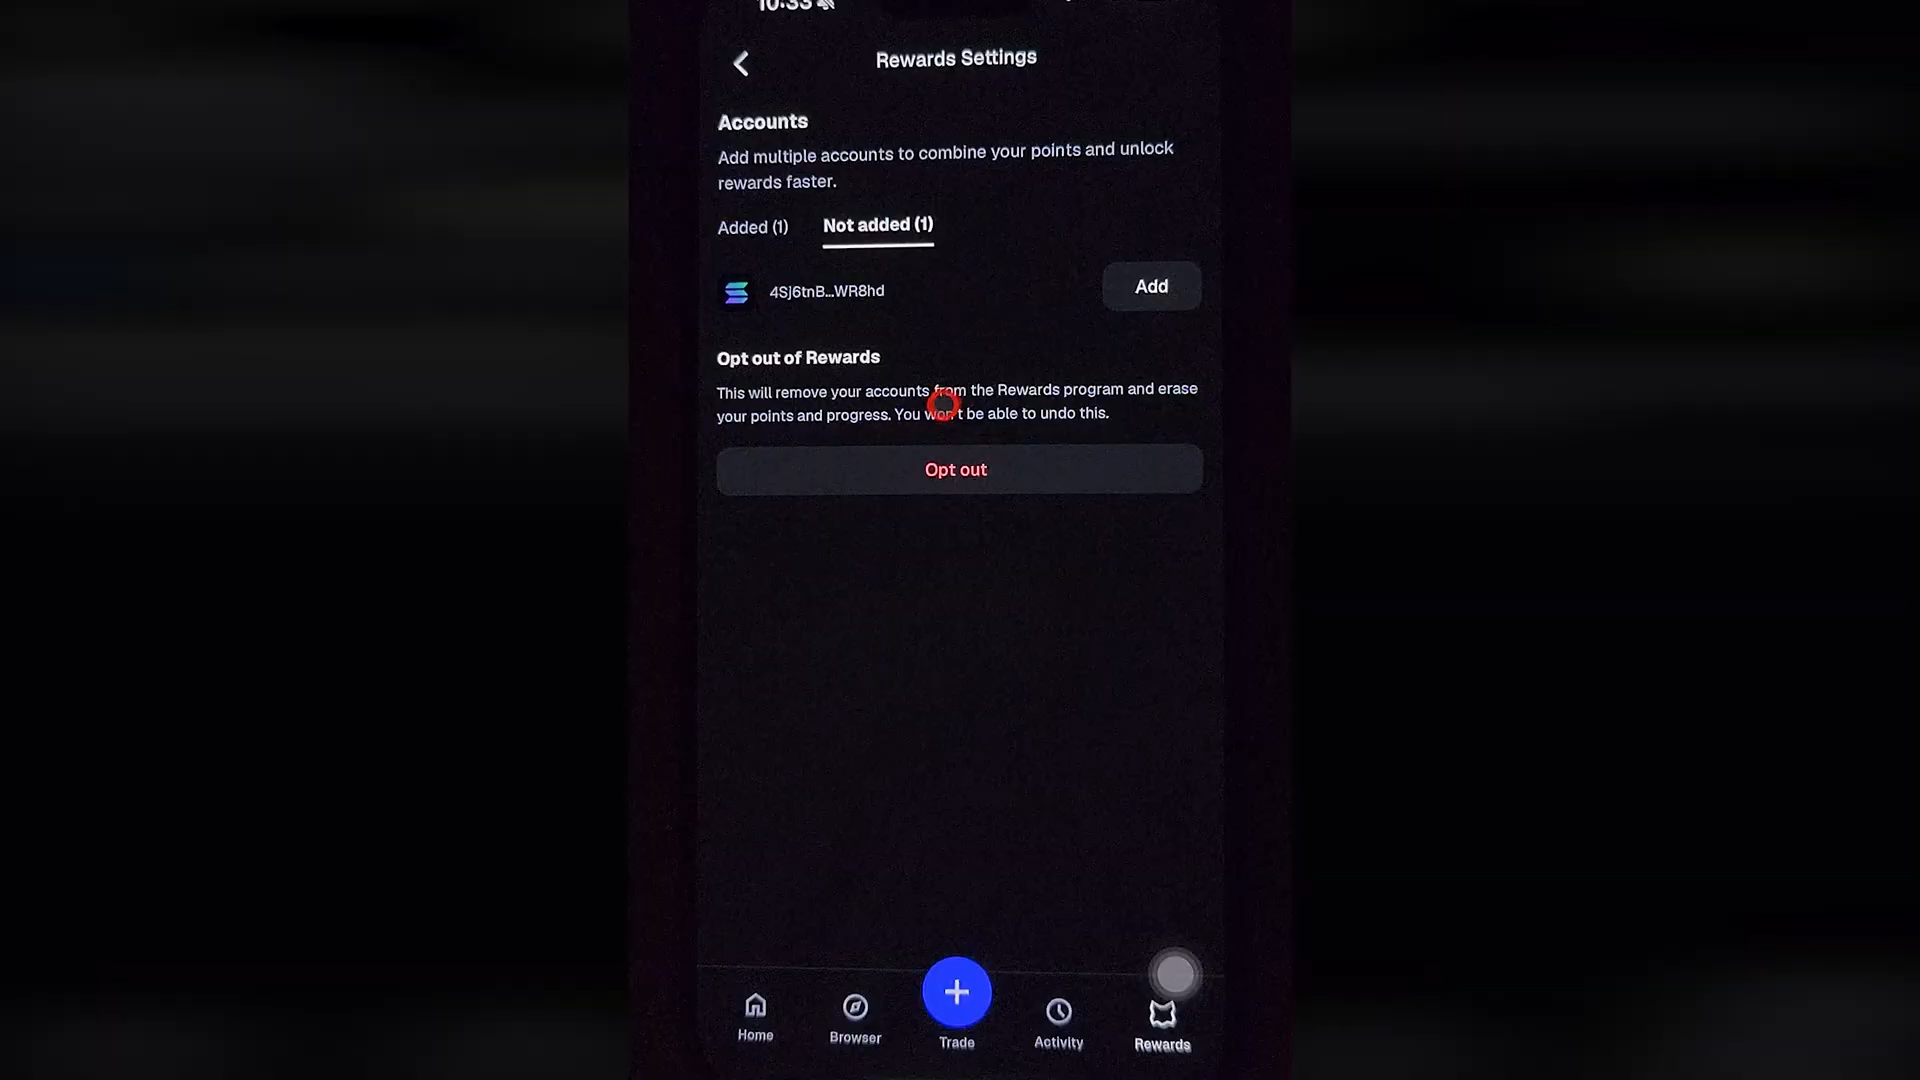 10:33
Rewards Settings
Accounts
Add multiple accounts to combine your points and unlock
rewards faster.
Added (1)
Not added (1)
4Sj6tnB...WR8hd
Add
Opt out of Rewards
This will remove your accounts from the Rewards program and erase
your points and progress. You won't be able to undo this.
Opt out
Home
Browser
Trade
Activity
Rewards